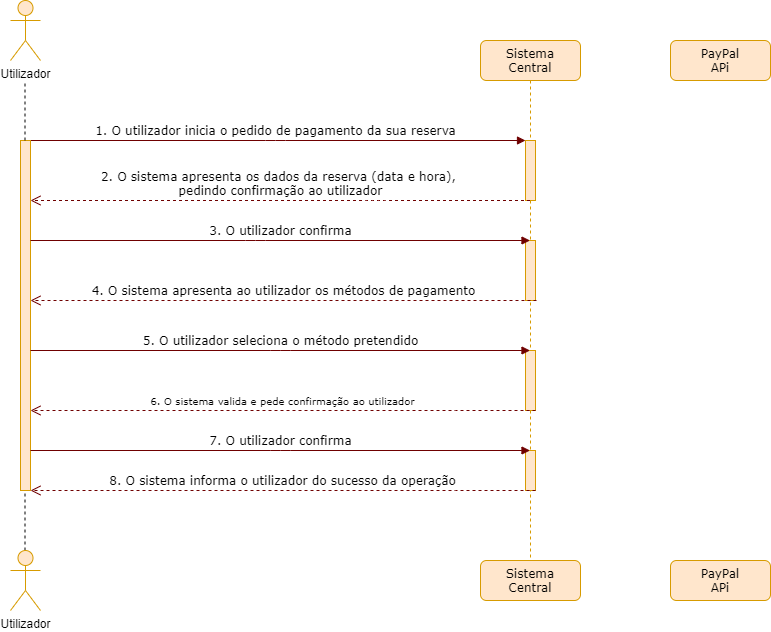 Utilizador
Sistema
Central
PayPal
APi
1. O utilizador inicia o pedido de pagamento da sua reserva
2. O sistema apresenta os dados da reserva (data e hora),
pedindo confirmação ao utilizador
3. O utilizador confirma
4. O sistema apresenta ao utilizador os métodos de pagamento
5. O utilizador seleciona o método pretendido
6. O sistema valida e pede confirmação ao utilizador
7. O utilizador confirma
8. O sistema informa o utilizador do sucesso da operação
Utilizador
Sistema
Central
PayPal
APi